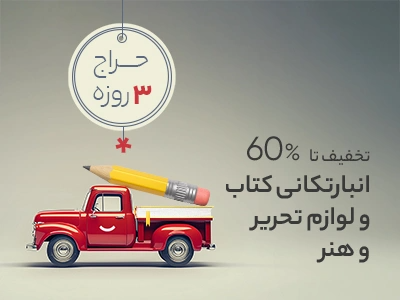 حراج
۳ روزه
تخفیف تا 60%
انبارتکانی کتاب
و لوازم تحریر
و هنر